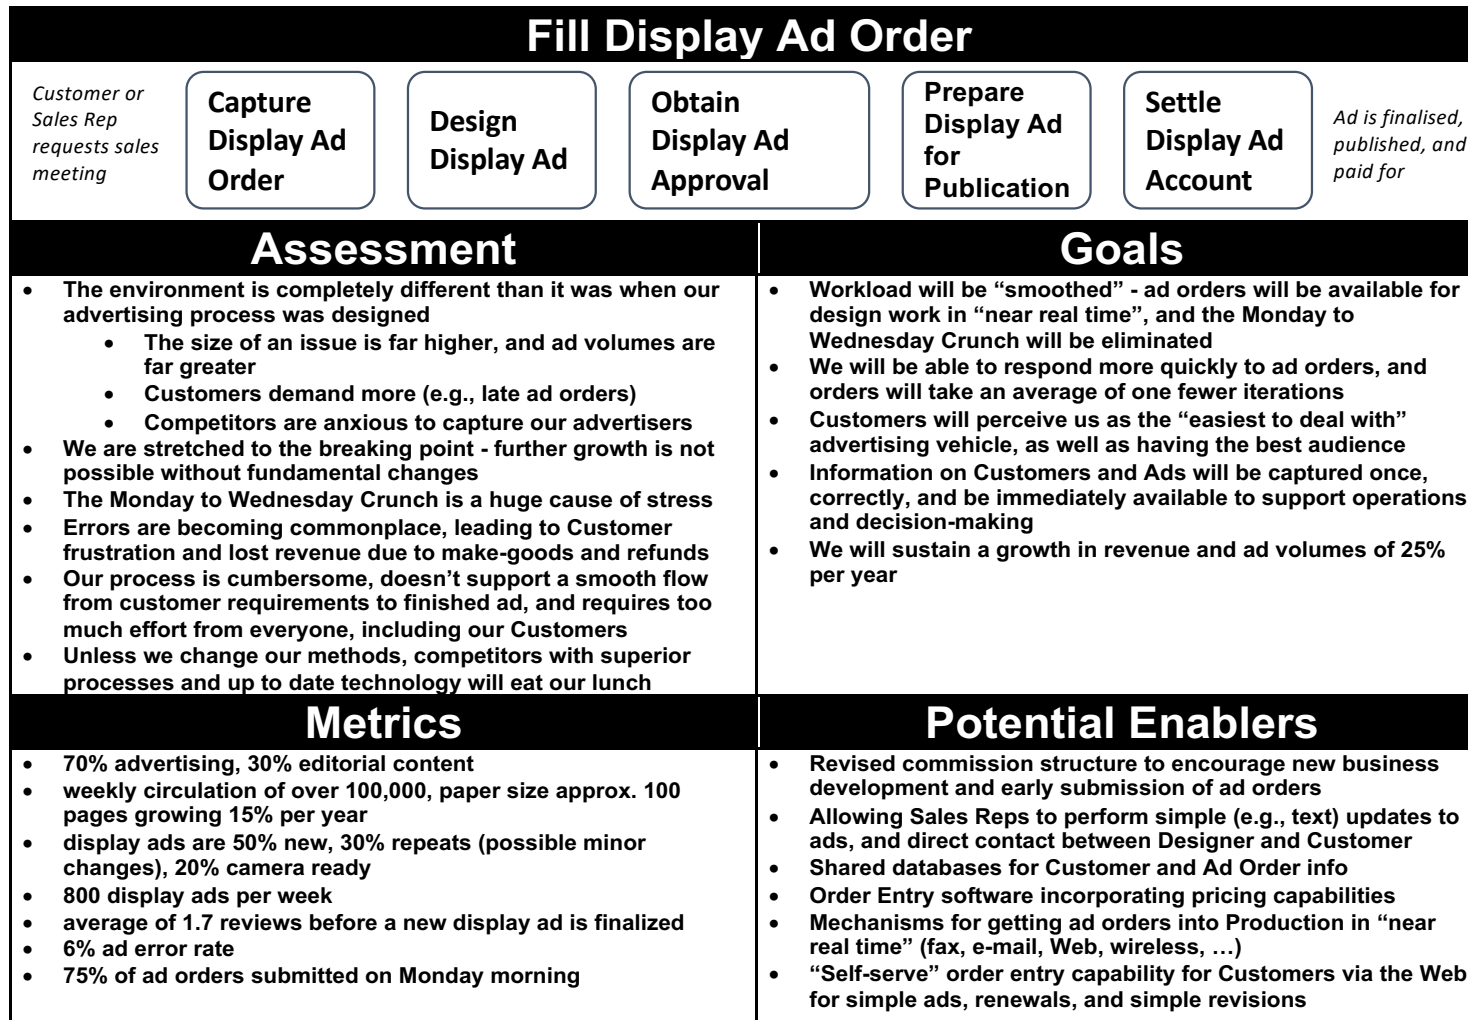 Fill Display Ad Order
Customer or
Sales Rep
requests sales
meeting
Capture
Display Ad
Order
Design
Display Ad
Obtain
Display Ad
Approval
Prepare
Display Ad
for
Publication
Settle
Display Ad
Account
Ad is finalised,
published, and
paid for
Assessment
• The environment is completely different than it was when our
advertising process was designed
• The size of an issue is far higher, and ad volumes are
far greater
• Customers demand more (e.g., late ad orders)
• Competitors are anxious to capture our advertisers
• We are stretched to the breaking point - further growth is not
possible without fundamental changes
• The Monday to Wednesday Crunch is a huge cause of stress
• Errors are becoming commonplace, leading to Customer
frustration and lost revenue due to make-goods and refunds
• Our process is cumbersome, doesn’t support a smooth flow
from customer requirements to finished ad, and requires too
much effort from everyone, including our Customers
• Unless we change our methods, competitors with superior
processes and up to date technology will eat our lunch
Goals
• Workload will be “smoothed” - ad orders will be available for
design work in “near real time”, and the Monday to
Wednesday Crunch will be eliminated
• We will be able to respond more quickly to ad orders, and
orders will take an average of one fewer iterations
• Customers will perceive us as the “easiest to deal with”
advertising vehicle, as well as having the best audience
• Information on Customers and Ads will be captured once,
correctly, and be immediately available to support operations
and decision-making
• We will sustain a growth in revenue and ad volumes of 25%
per year
Metrics
• 70% advertising, 30% editorial content
• weekly circulation of over 100,000, paper size approx. 100
pages growing 15% per year
• display ads are 50% new, 30% repeats (possible minor
changes), 20% camera ready
• 800 display ads per week
• average of 1.7 reviews before a new display ad is finalized
• 6% ad error rate
• 75% of ad orders submitted on Monday morning
Potential Enablers
• Revised commission structure to encourage new business
development and early submission of ad orders
• Allowing Sales Reps to perform simple (e.g., text) updates to
ads, and direct contact between Designer and Customer
• Shared databases for Customer and Ad Order info
• Order Entry software incorporating pricing capabilities
• Mechanisms for getting ad orders into Production in “near
real time” (fax, e-mail, Web, wireless, …)
• “Self-serve” order entry capability for Customers via the Web
for simple ads, renewals, and simple revisions